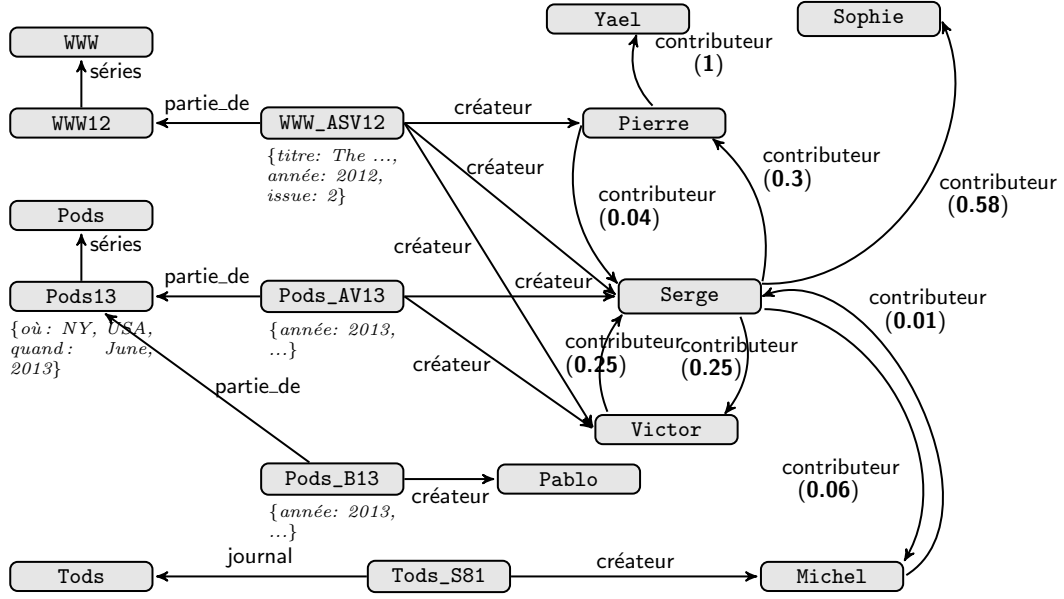 Yael
Sophie
WWW
contributeur
(1)
séries
partie_de
créateur
WWW12
WWW_ASV12
Pierre
{titre: The ...,
année: 2012,
issue: 2}
créateur
contributeur
(0.3)
contributeur
(0.04)
contributeur
(0.58)
Pods
séries
créateur
partie_de
créateur
Pods13
Pods_AV13
Serge
contributeur
(0.01)
{où: NY, USA,
quand: June,
2013}
{année: 2013,
...}
contributeur
(0.25)
contributeur
(0.25)
créateur
partie_de
Victor
Pods_B13
créateur
Pablo
contributeur
(0.06)
{année: 2013,
...}
journal
créateur
Tods
Tods_S81
Michel